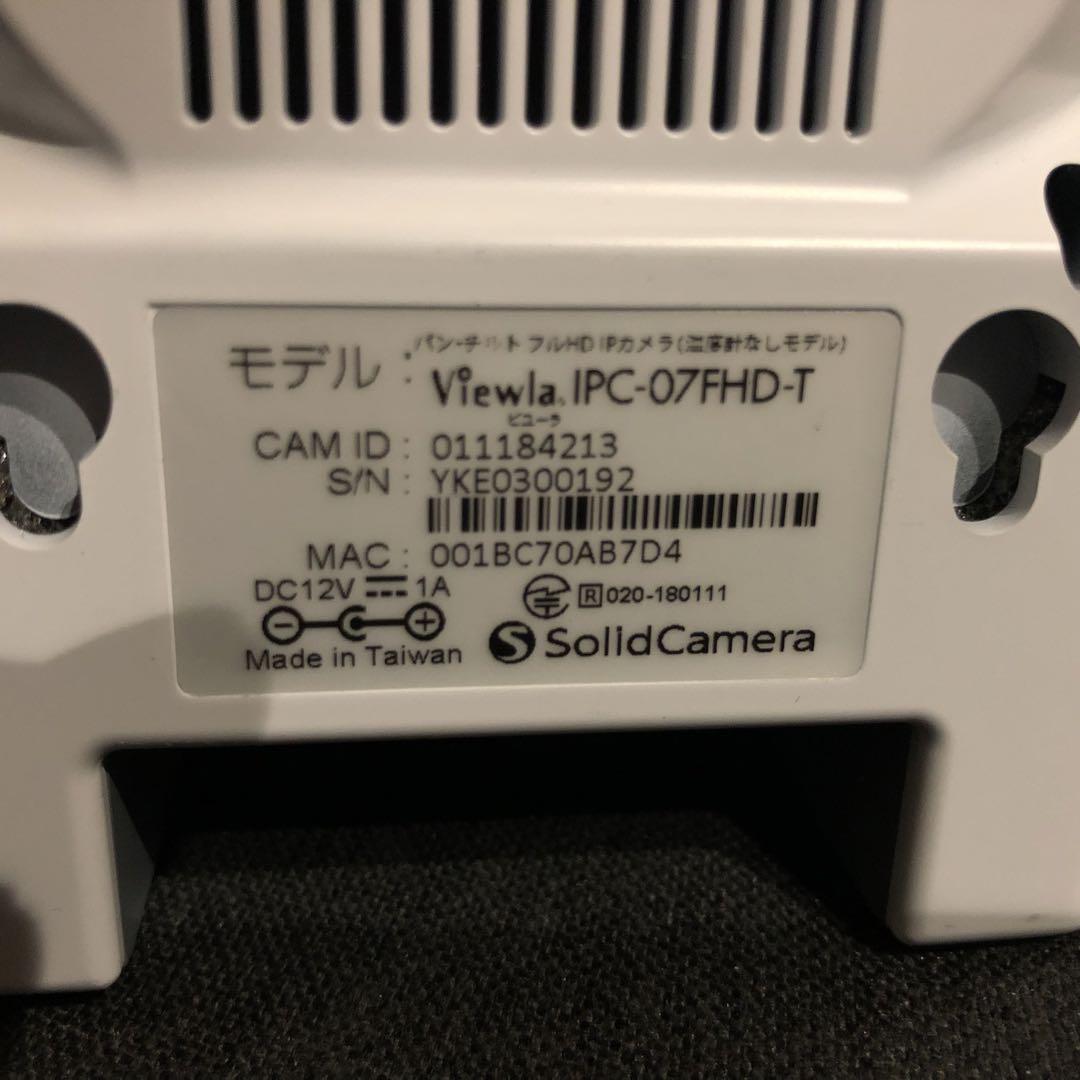 パン・チルト フルHD IPカメラ(温度計なしモデル)
モデル : Viewla. IPC-07FHD-T
ビューラ
CAM ID : 011184213
S/N : YKE0300192
MAC : 001BC70AB7D4
DC12V 1A
R 020-180111
Made in Taiwan
S SolidCamera